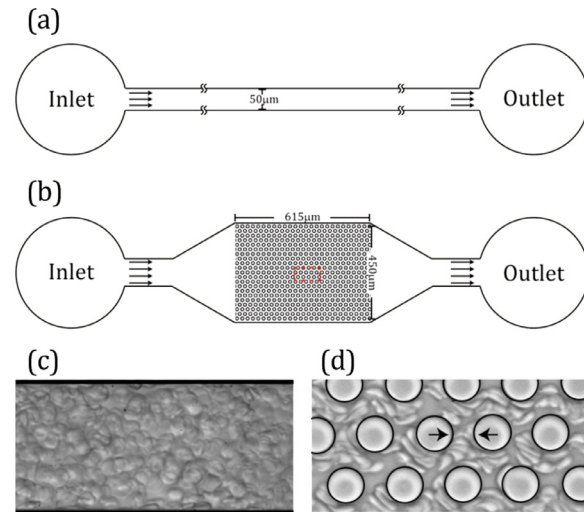 (a)
Inlet
50μm
Outlet
(b)
615μm
Inlet
450μm
Outlet
(c)
(d)